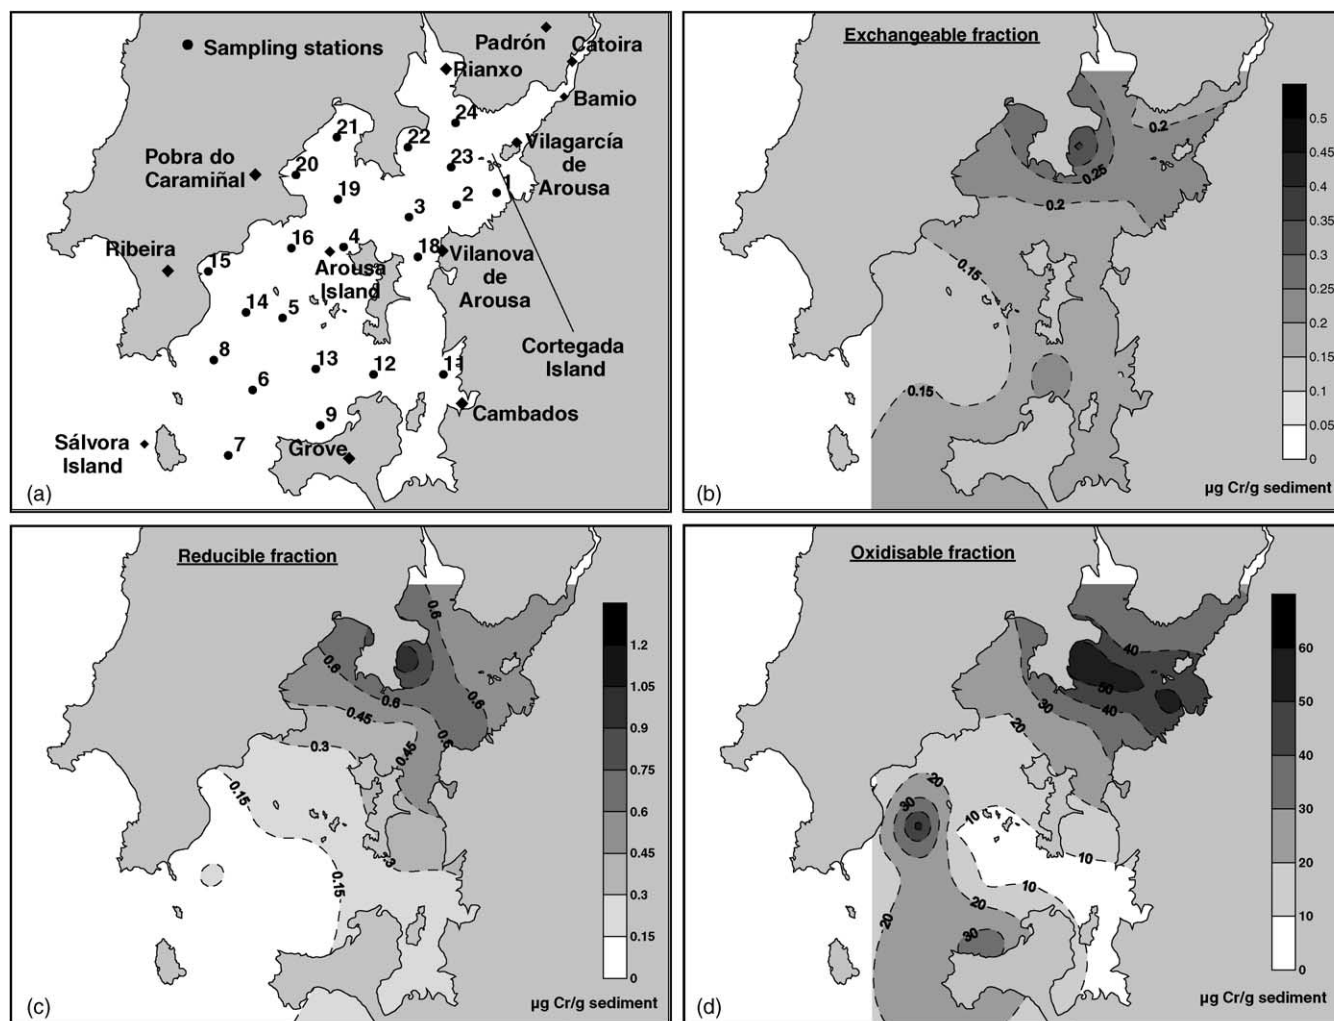 Sampling stations
Padrón
Catoira
Rianxo
Bamio
24
21
22
Vilagarcía
de
Arousa
Pobra do
Caramiñal
20
23
19
1
2
3
16
4
18
Vilanova
de
Arousa
Ribeira
15
Arousa
Island
14
5
Cortegada
Island
8
13
12
11
6
Cambados
9
Sálvora
Island
7
Grove
(a)
Exchangeable fraction
0.2
0.25
0.2
0.15
0.15
0.5
0.45
0.4
0.35
0.3
0.25
0.2
0.15
0.1
0.05
0
µg Cr/g sediment
(b)
Reducible fraction
0.6
0.6
0.6
0.6
0.45
0.6
0.45
0.3
0.15
.3
0.15
1.2
1.05
0.9
0.75
0.6
0.45
0.3
0.15
0
µg Cr/g sediment
(c)
Oxidisable fraction
40
50
40
30
20
20
30
10
10
10
20
20
30
60
50
40
30
20
10
0
µg Cr/g sediment
(d)